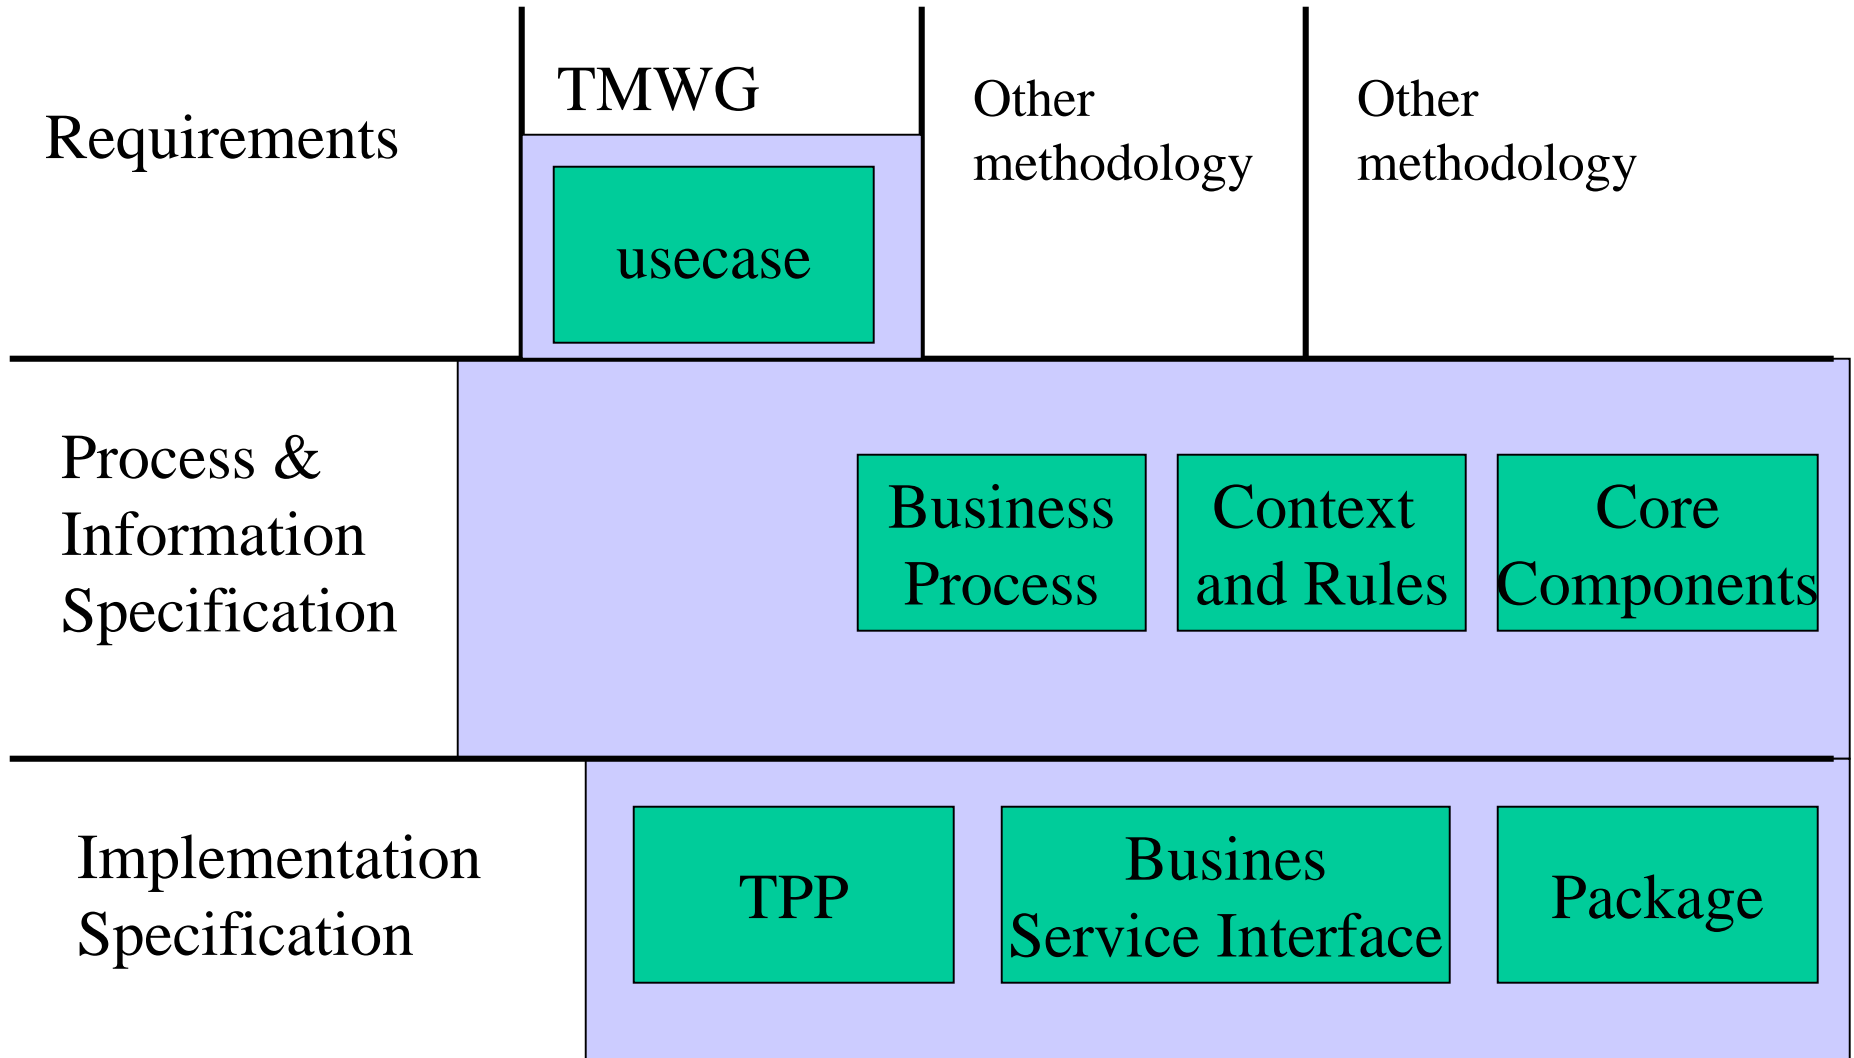 Requirements
TMWG
usecase
Other
methodology
Other
methodology
Process &
Information
Specification
Business
Process
Context
and Rules
Core
Components
Implementation
Specification
TPP
Busines
Service Interface
Package